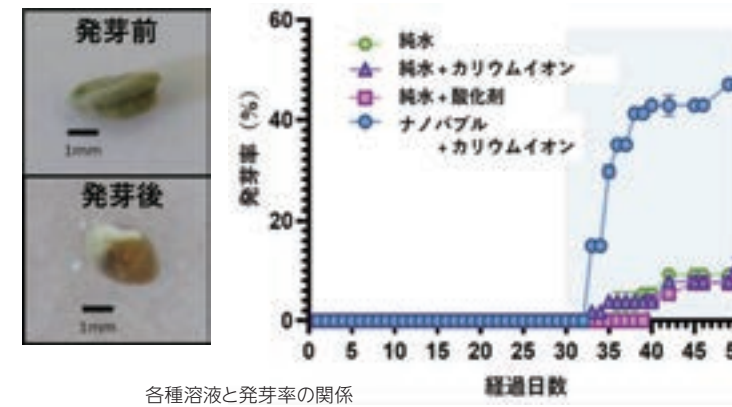 発芽前
1mm
発芽後
1mm
発芽率 (%)
60
40
20
0
純水
純水+カリウムイオン
純水+酸化剤
ナノバブル
+カリウムイオン
0 5 10 15 20 25 30 35 40 45
経過日数
各種溶液と発芽率の関係